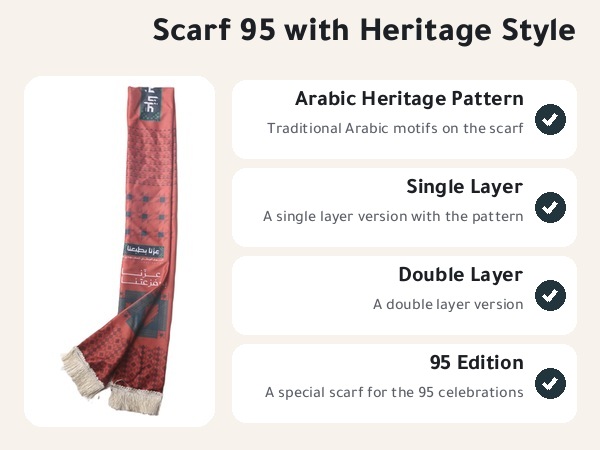 Scarf 95 with Heritage Style
Arabic Heritage Pattern
Traditional Arabic motifs on the scarf
Single Layer
A single layer version with the pattern
Double Layer
A double layer version
95 Edition
A special scarf for the 95 celebrations
عزنا بطبعنا
عزنا